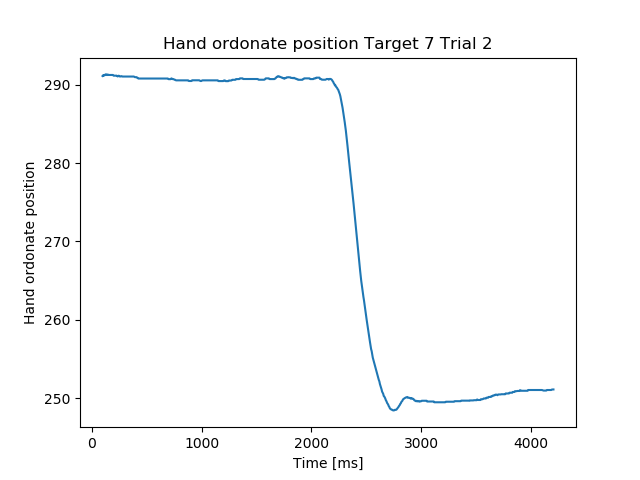 Hand ordonate position Target 7 Trial 2
Hand ordonate position
290
280
270
260
250
0 1000 2000 3000 4000
Time [ms]